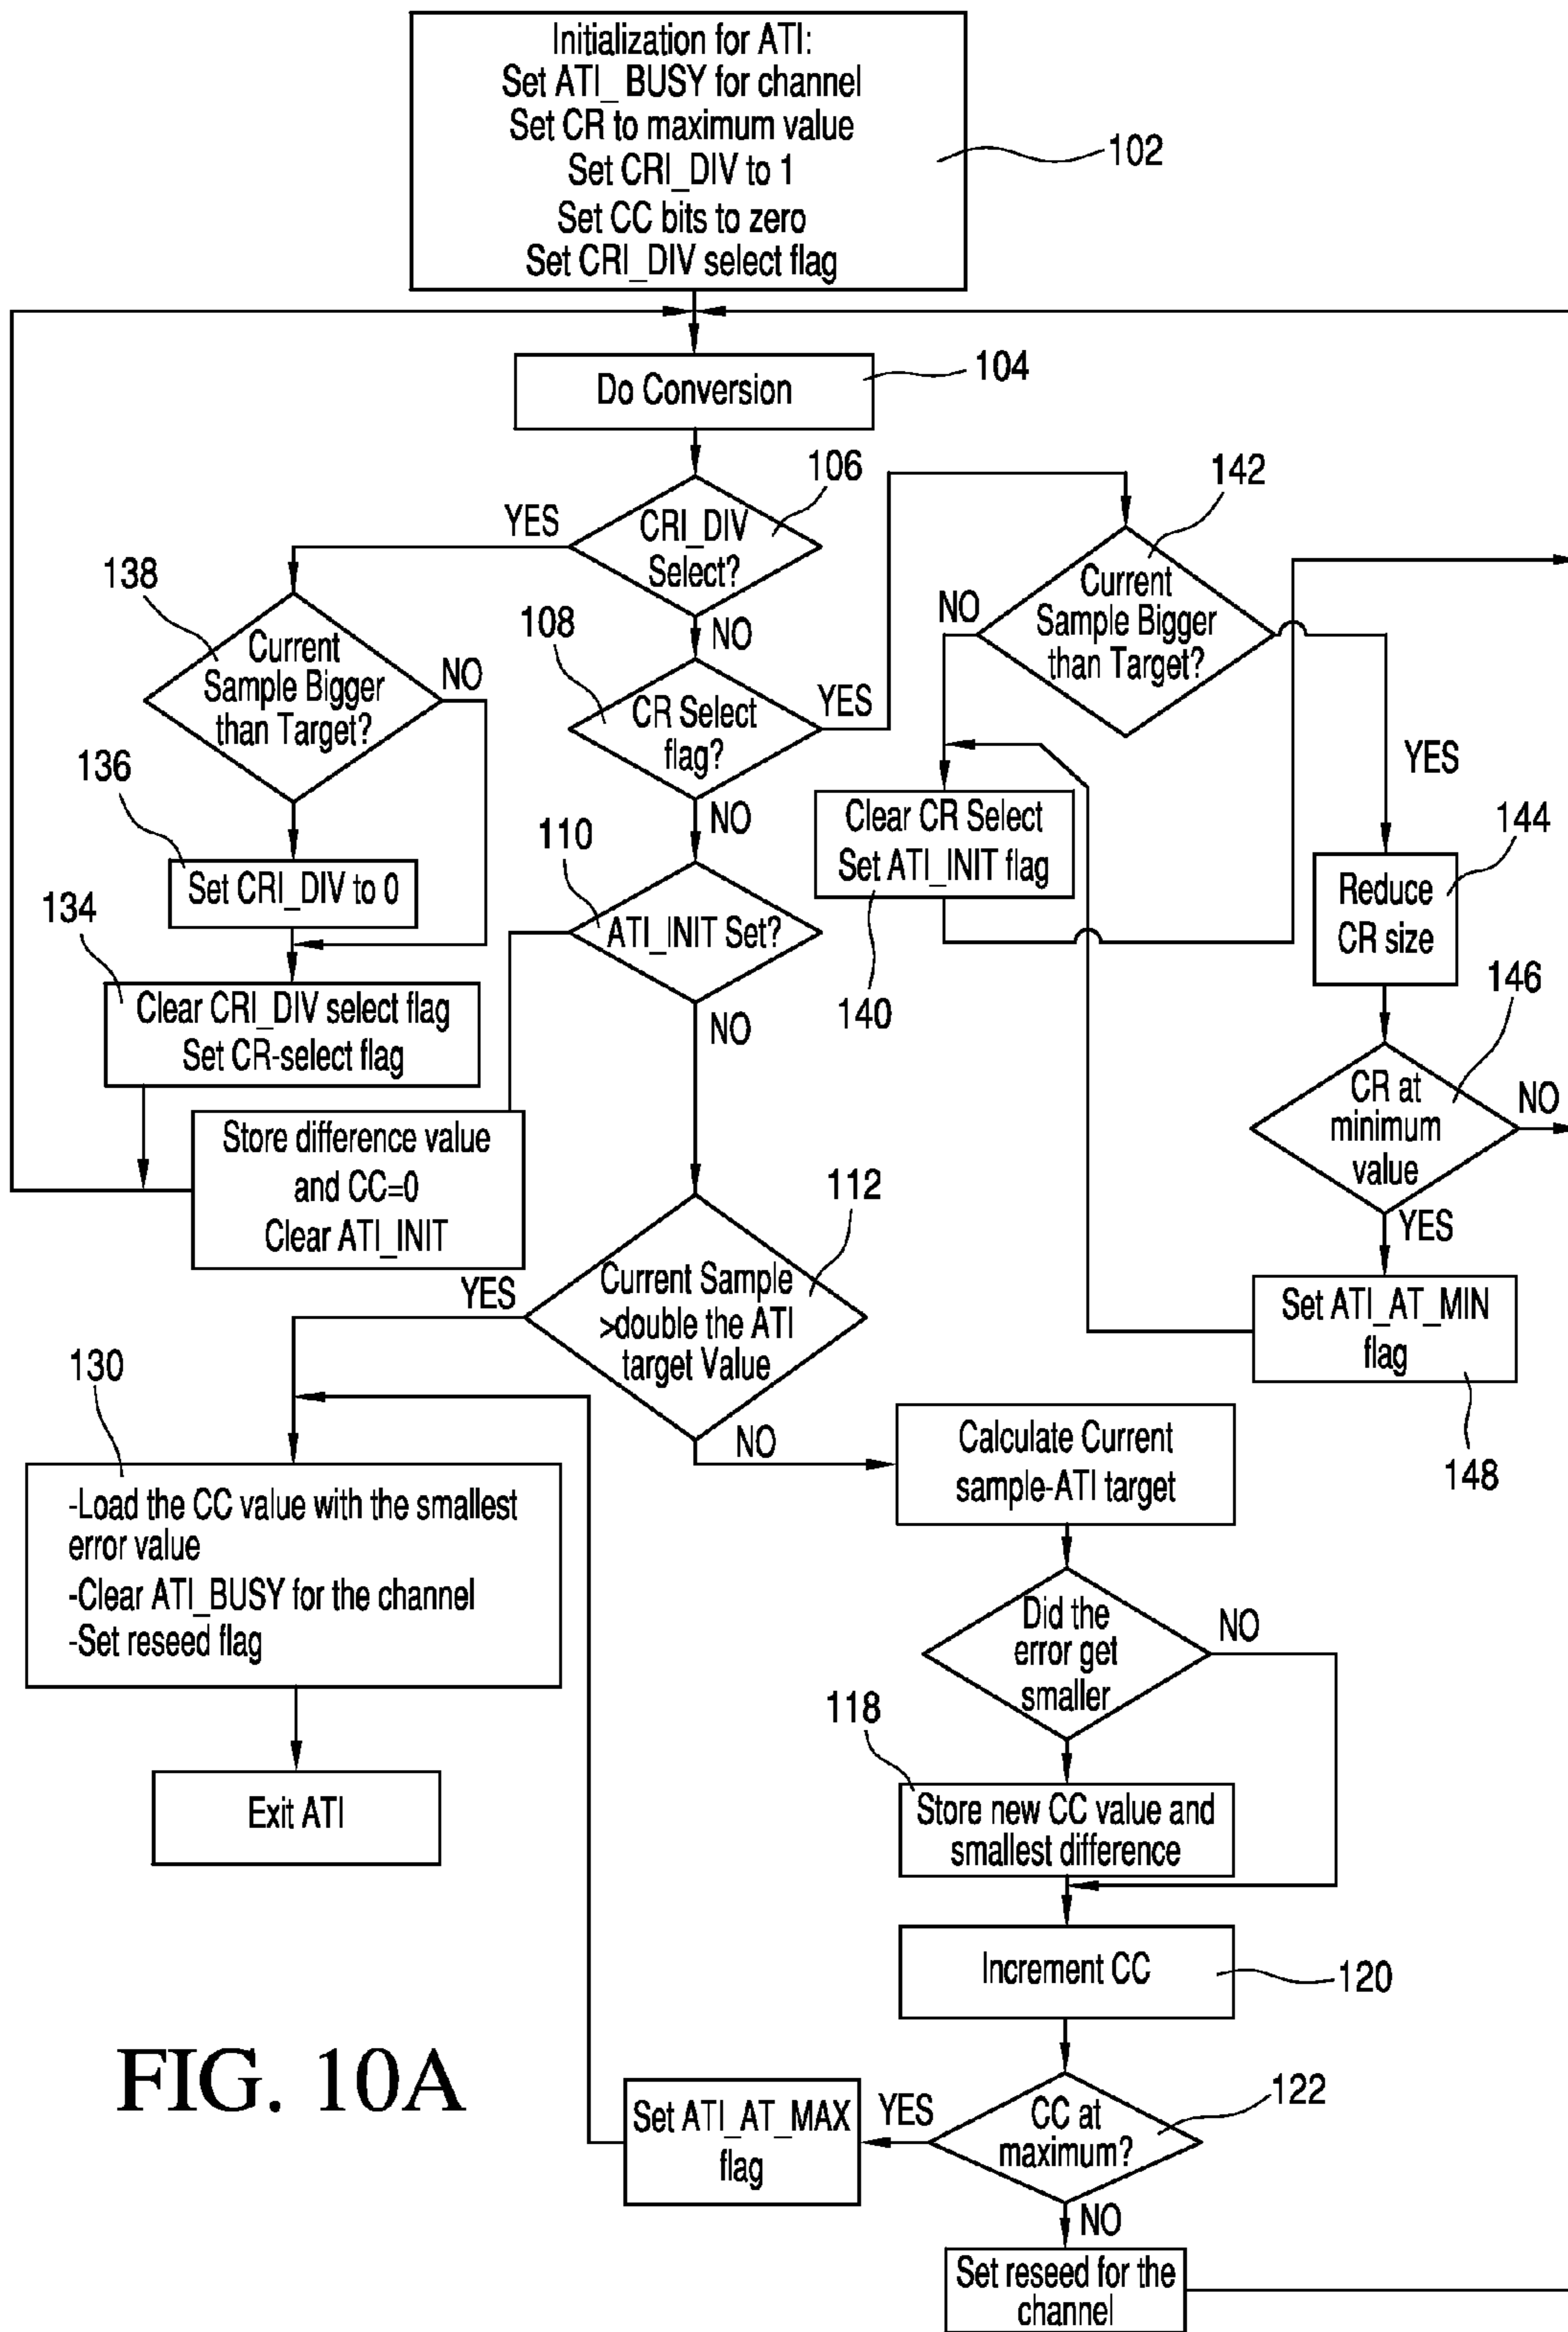 Initialization for ATI:
Set ATI_ BUSY for channel
Set CR to maximum value
Set CRI_DIV to 1
Set CC bits to zero
Set CRI_DIV select flag
102
Do Conversion
104
106
CRI_DIV
Select?
YES
NO
138
Current
Sample Bigger
than Target?
NO
108
CR Select
flag?
YES
NO
142
Current
Sample Bigger
than Target?
NO
YES
136
Set CRI_DIV to 0
134
Clear CRI_DIV select flag
Set CR-select flag
110
ATI_INIT Set?
NO
Clear CR Select
Set ATI_INIT flag
140
144
Reduce
CR size
146
CR at
minimum
value
NO
YES
Set ATI_AT_MIN
flag
148
Store difference value
and CC=0
Clear ATI_INIT
112
Current Sample
>double the ATI
target Value
YES
NO
130
-Load the CC value with the smallest
error value
-Clear ATI_BUSY for the channel
-Set reseed flag
Exit ATI
Calculate Current
sample-ATI target
Did the
error get
smaller
NO
118
Store new CC value and
smallest difference
Increment CC
120
122
CC at
maximum?
YES
Set ATI_AT_MAX
flag
NO
Set reseed for the
channel
FIG. 10A